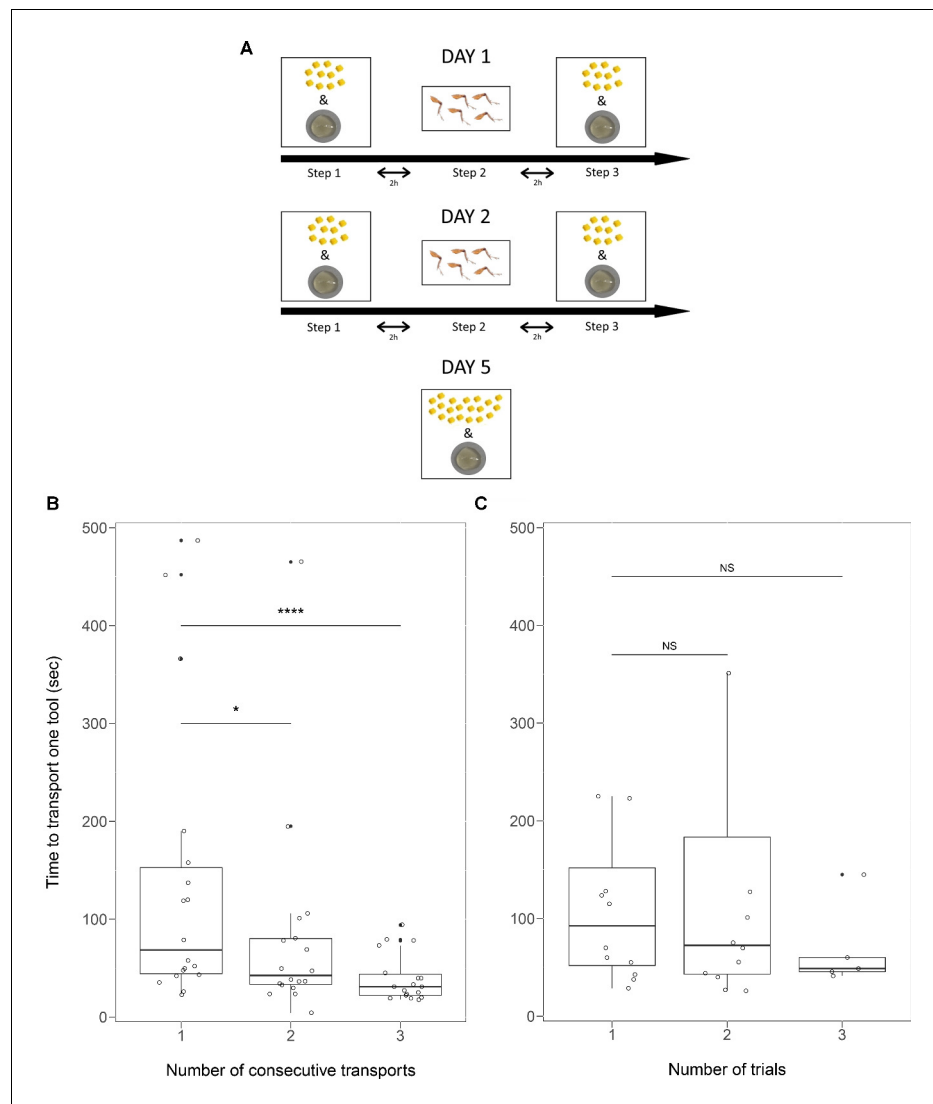 A
DAY 1
&
&
Step 1
2h
Step 2
2h
Step 3
DAY 2
&
&
Step 1
2h
Step 2
2h
Step 3
DAY 5
&
B
C
Time to transport one tool (sec)
500
400
300
200
100
0
****
*
1
2
3
Number of consecutive transports
500
400
300
200
100
0
NS
NS
1
2
3
Number of trials